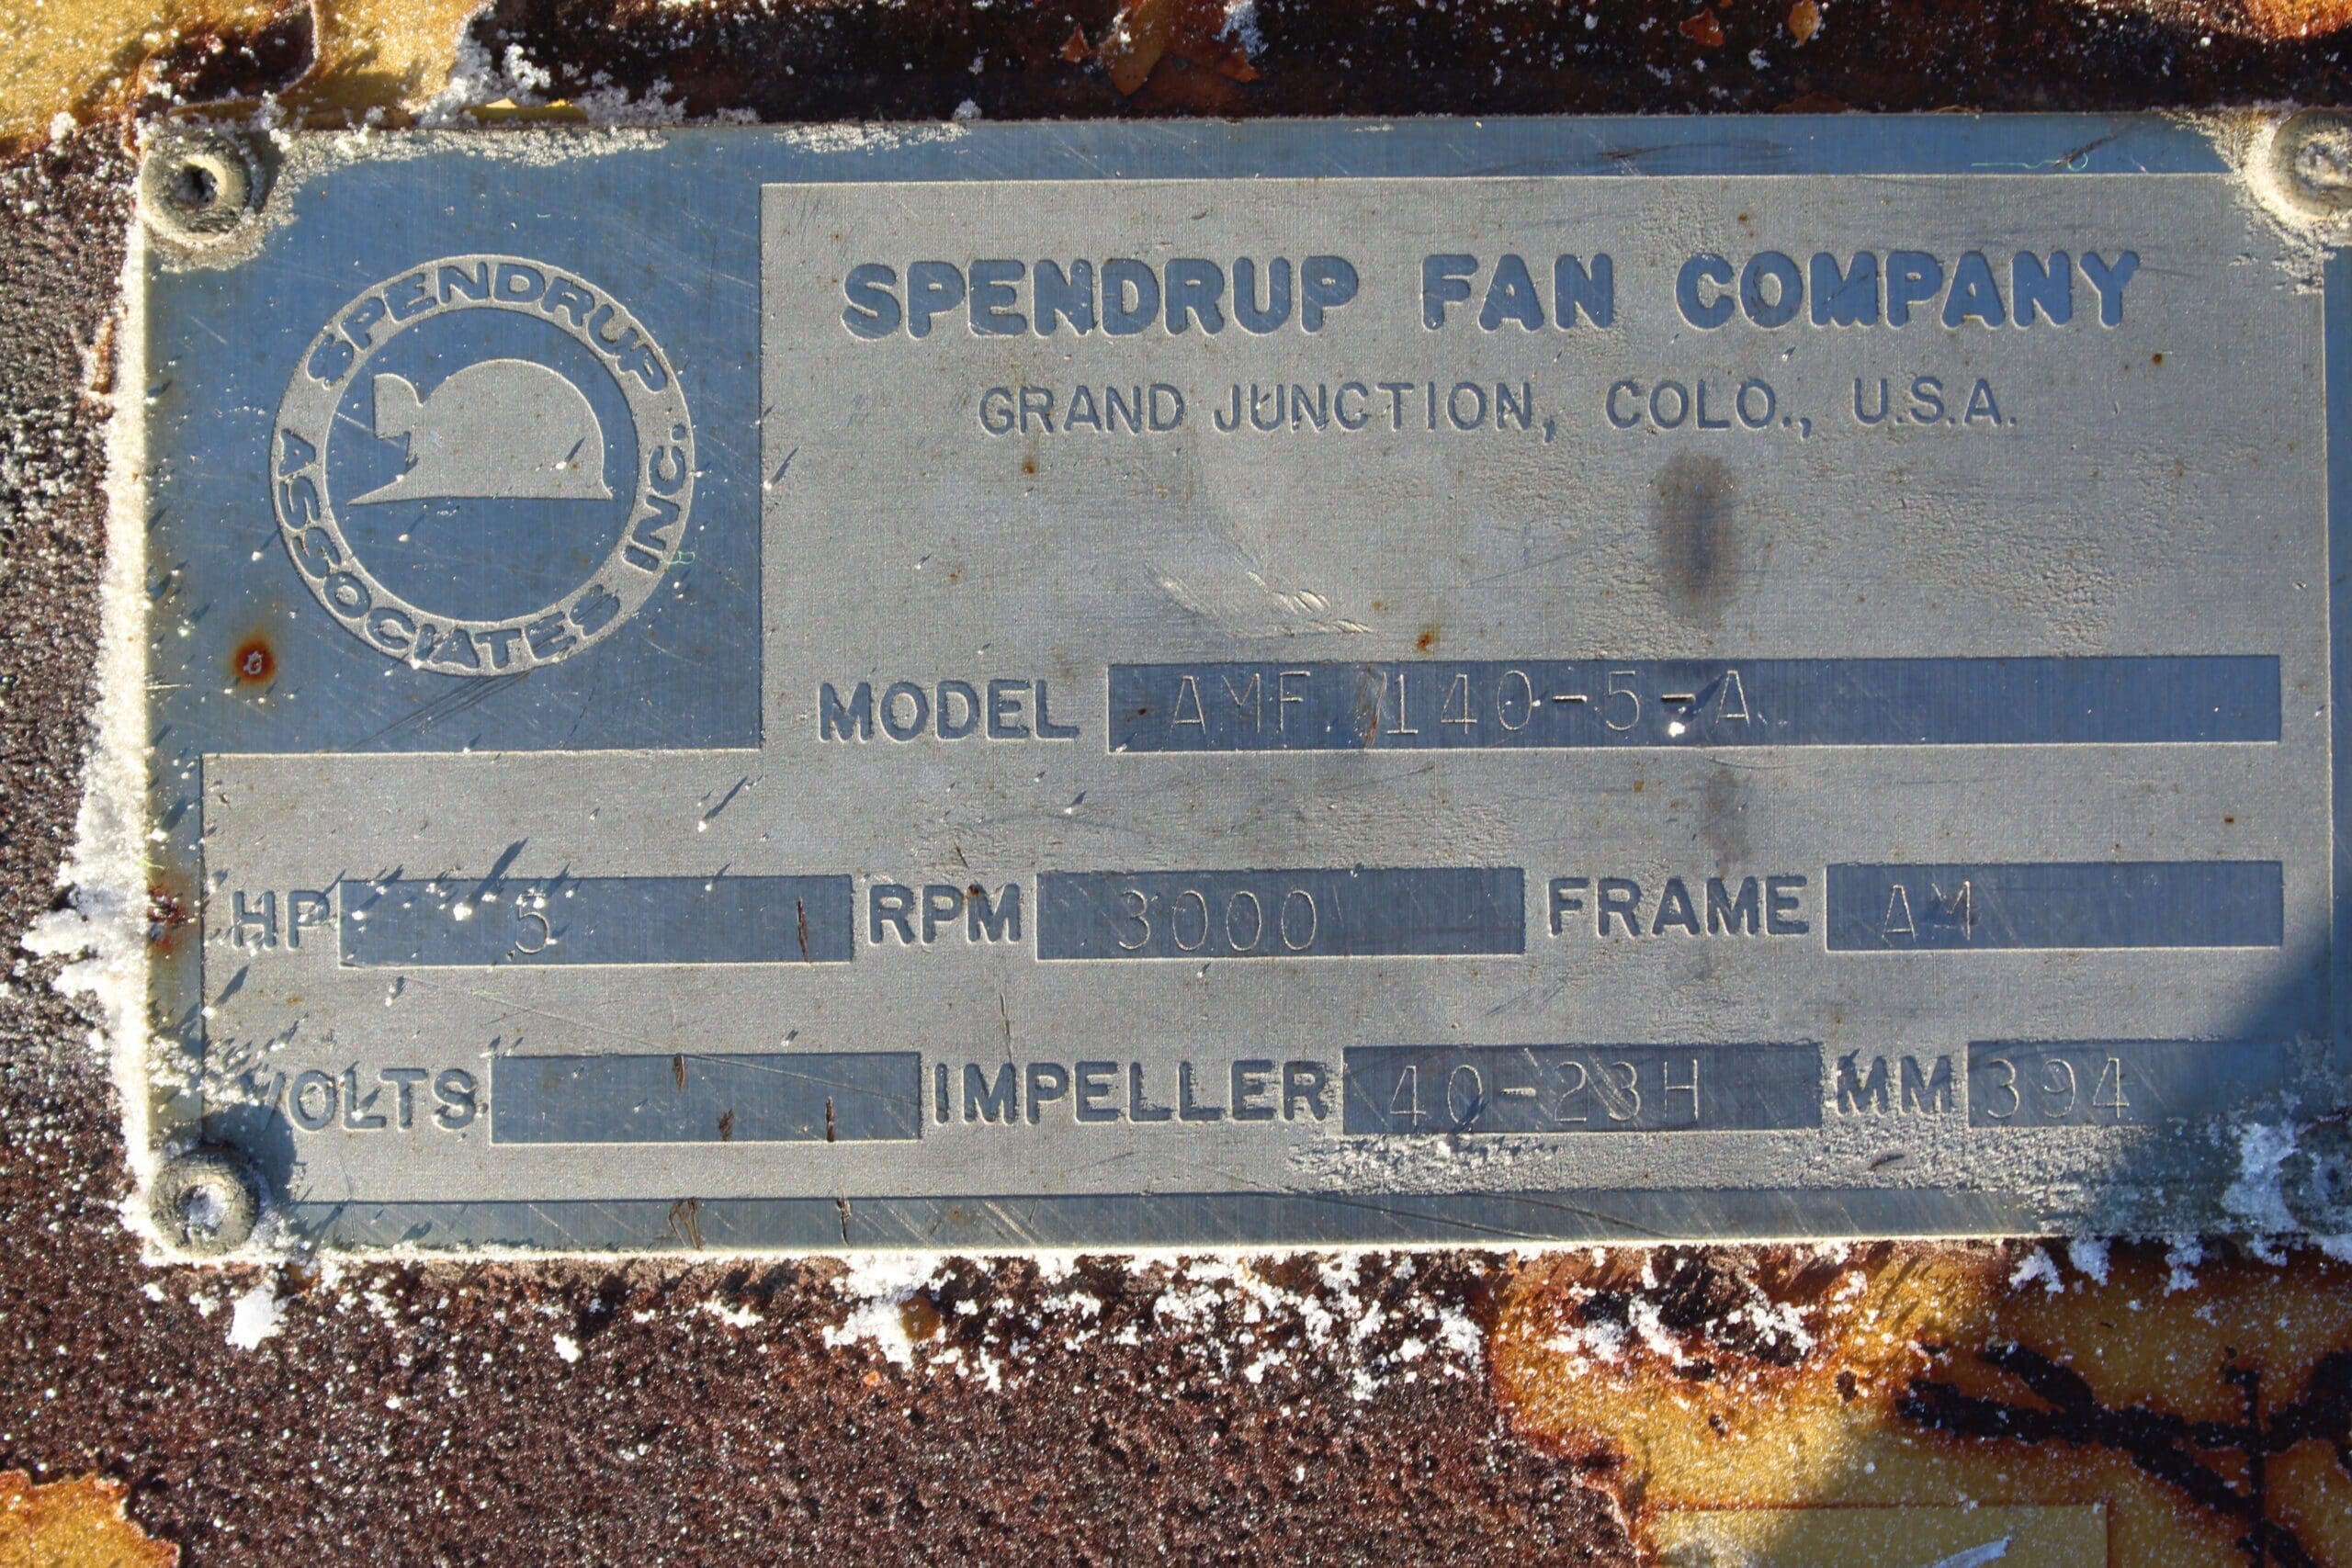 SPENDRUP ASSOCIATES INC.
SPENDRUP FAN COMPANY
GRAND JUNCTION, COLO., U.S.A.
MODEL AMF 140-5-A
HP 5 RPM 3000 FRAME AM
VOLTS IMPELLER 40-23H MM 394